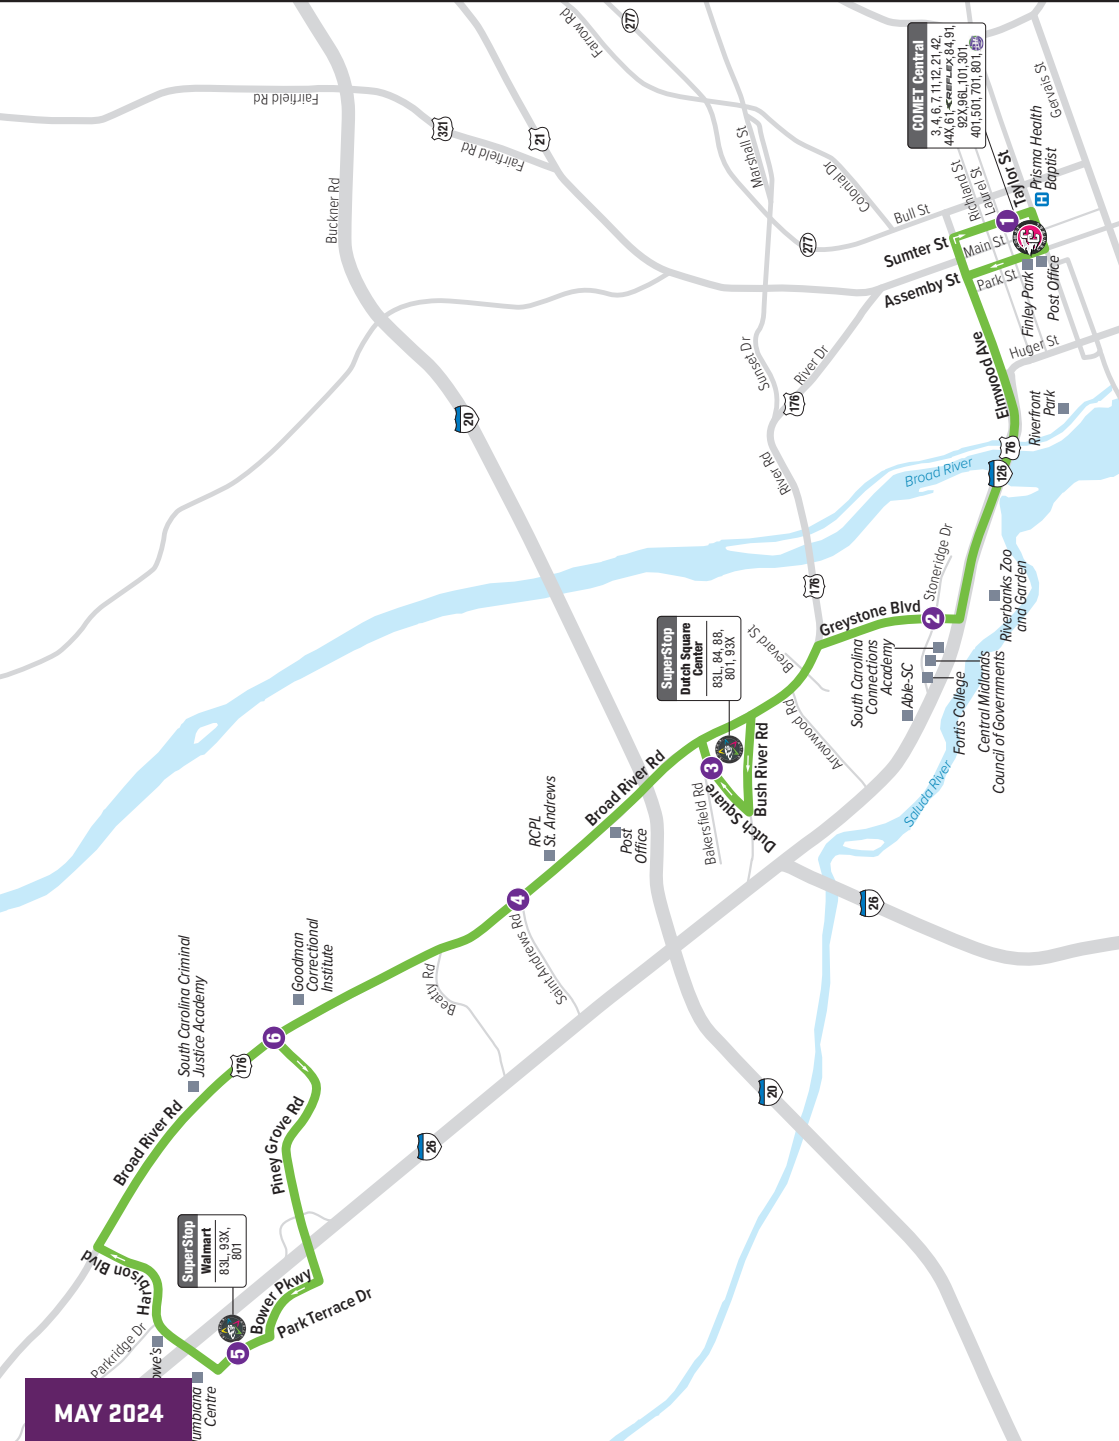 Fairfield Rd
321
Fairfield Rd
21
Buckner Rd
Farrow Rd
277
Marshall St
Colonial Dr
277
Bull St
COMET Central
3, 4, 6, 7, 11, 12, 21, 42,
44X, 61, REFLEX, 84, 91,
92X, 96L, 101, 301,
401, 501, 701, 801,
Gervais St
Richland St
Laurel St
Taylor St
Prisma Health
Baptist
H
1
Sumter St
Main St
Assemby St
Park St
Finley Park
Post Office
Huger St
Elmwood Ave
Riverfront
Park
76
126
Broad River
Sunset Dr
River Dr
176
River Rd
176
20
Stoneridge Dr
Greystone Blvd
2
Riverbanks Zoo
and Garden
South Carolina
Connections
Academy
Able-SC
Fortis College
Central Midlands
Council of Governments
Saluda River
Brevard St
Arrowwood Rd
SuperStop
Dutch Square
Center
83L, 84, 88,
801, 93X
3
Bush River Rd
Dutch Square
Bakersfield Rd
Broad River Rd
Post
Office
RCPL
St. Andrews
4
Saint Andrews Rd
Beatty Rd
26
20
26
Goodman
Correctional
Institute
South Carolina Criminal
Justice Academy
6
176
Broad River Rd
Piney Grove Rd
SuperStop
Walmart
83L, 93X,
801
Harbison Blvd
Bower Pkwy
Park Terrace Dr
5
Parkridge Dr
owe's
umbiana
Centre
MAY 2024